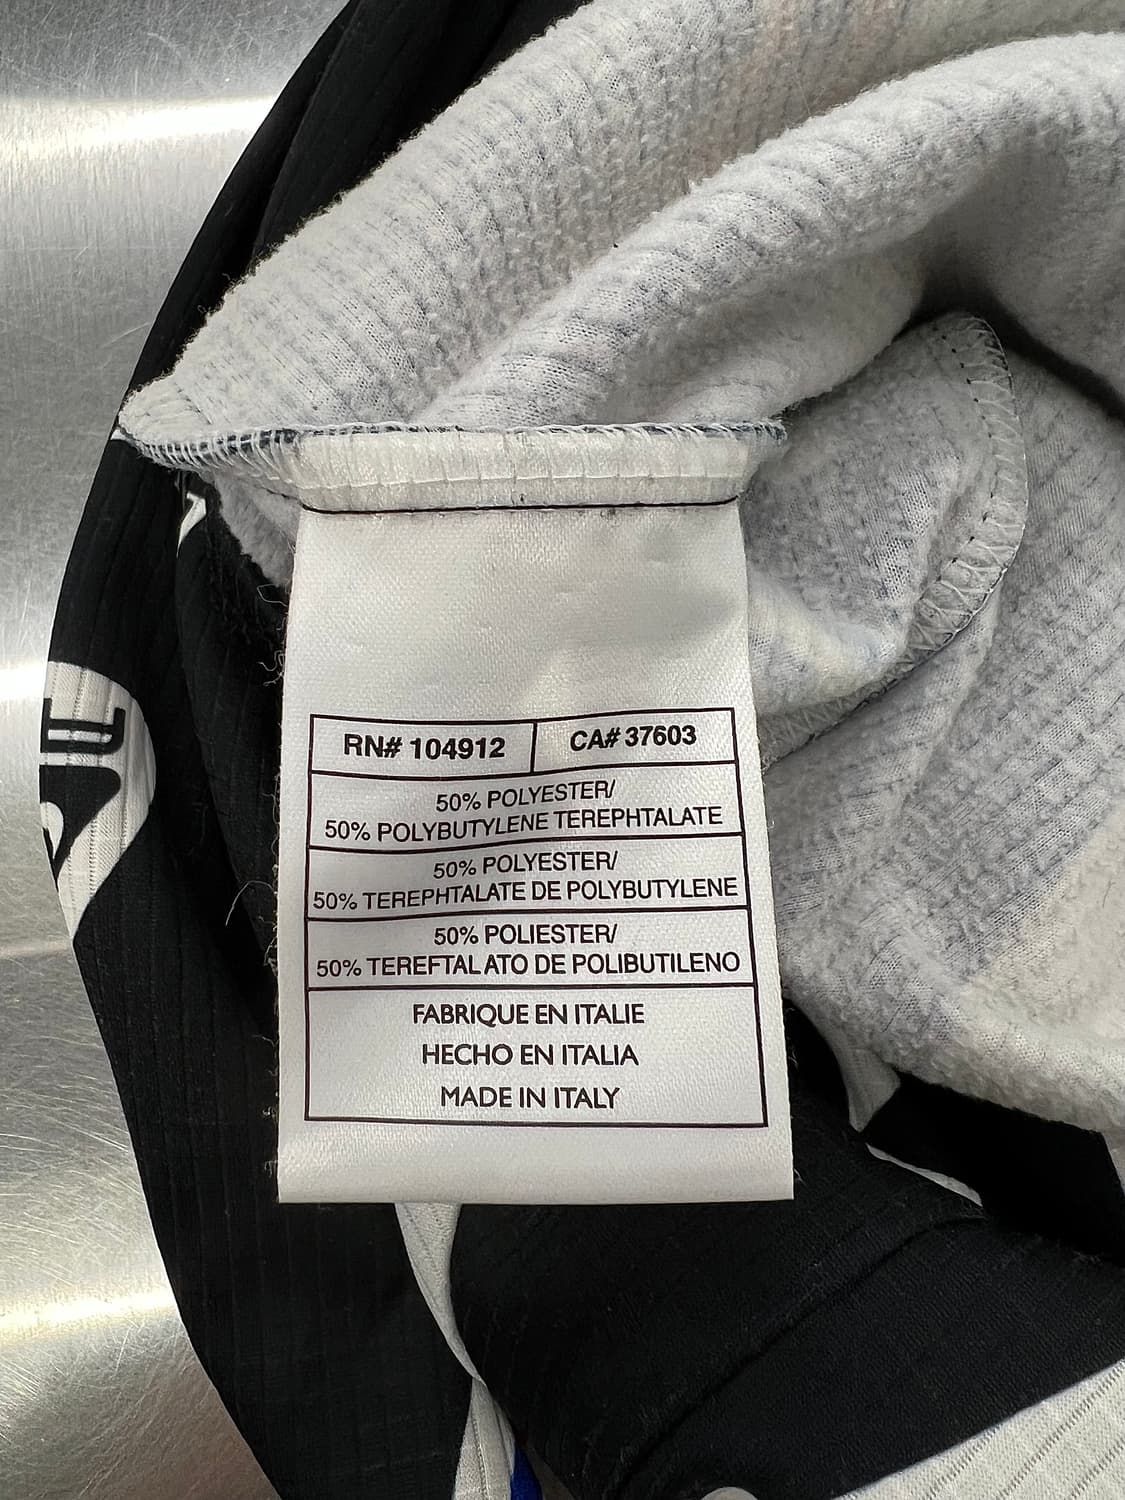 RN# 104912 CA# 37603
50% POLYESTER/
50% POLYBUTYLENE TEREPHTALATE
50% POLYESTER/
50% TEREPHTALATE DE POLYBUTYLENE
50% POLIESTER/
50% TEREFTALATO DE POLIBUTILENO
FABRIQUE EN ITALIE
HECHO EN ITALIA
MADE IN ITALY